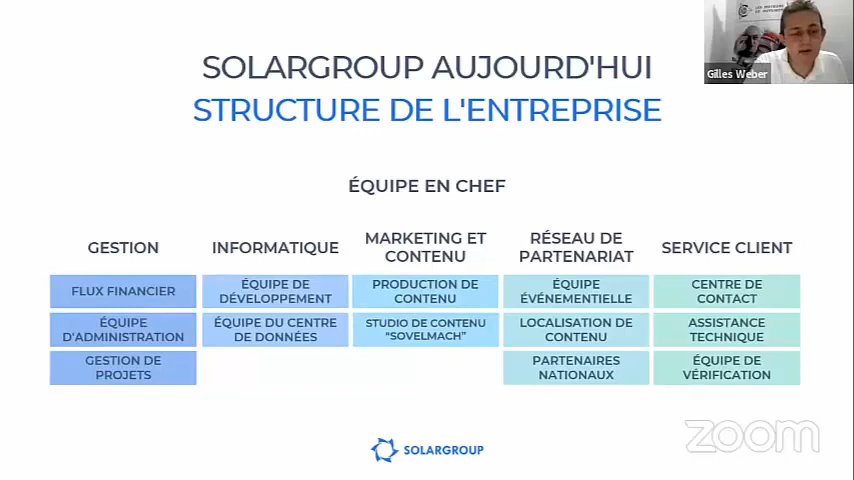 SOLARGROUP AUJOURD'HUI
STRUCTURE DE L'ENTREPRISE
Gilles Weber
ÉQUIPE EN CHEF
GESTION
FLUX FINANCIER
ÉQUIPE
D'ADMINISTRATION
GESTION DE
PROJETS
INFORMATIQUE
ÉQUIPE DE
DÉVELOPPEMENT
ÉQUIPE DU CENTRE
DE DONNÉES
MARKETING ET
CONTENU
PRODUCTION DE
CONTENU
STUDIO DE CONTENU
“SOVELMACH”
RÉSEAU DE
PARTENARIAT
ÉQUIPE
ÉVÉNEMENTIELLE
LOCALISATION DE
CONTENU
PARTENAIRES
NATIONAUX
SERVICE CLIENT
CENTRE DE
CONTACT
ASSISTANCE
TECHNIQUE
ÉQUIPE DE
VÉRIFICATION
SOLARGROUP
zoom